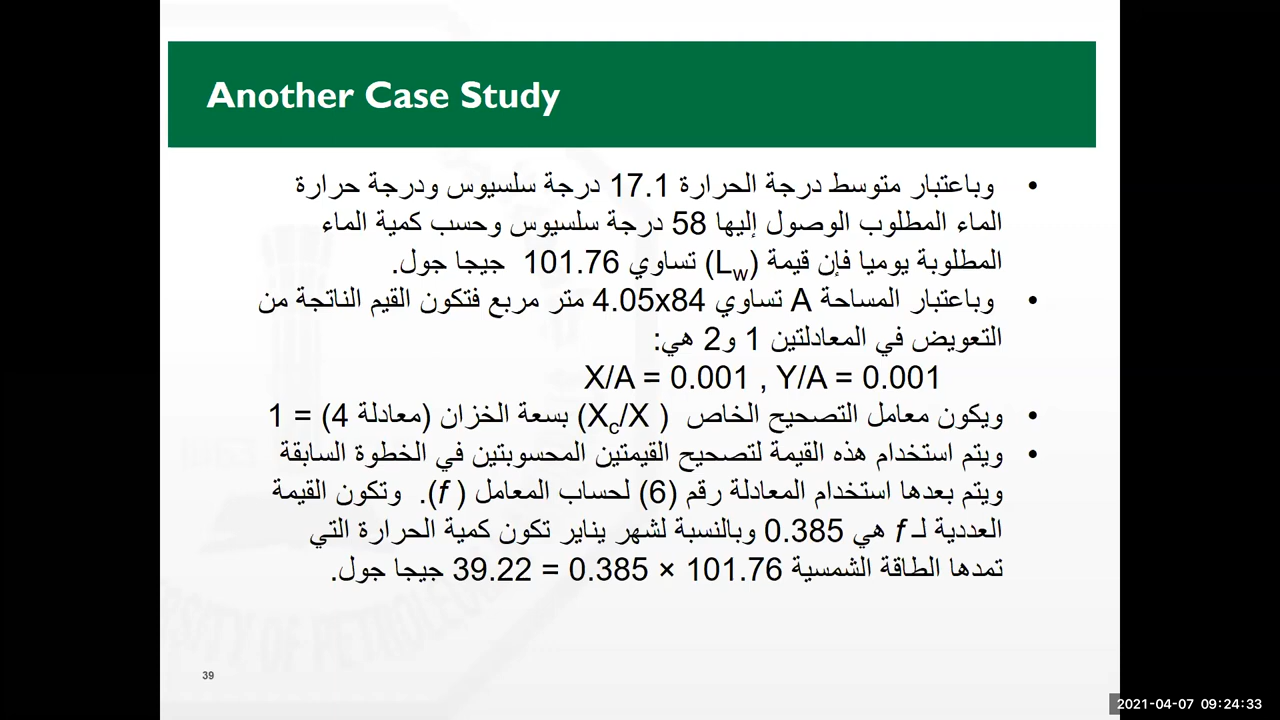 Another Case Study
• وباعتبار متوسط درجة الحرارة 17.1 درجة سلسيوس ودرجة حرارة
الماء المطلوب الوصول إليها 58 درجة سلسيوس وحسب كمية الماء
المطلوبة يوميا فإن قيمة (Lw) تساوي 101.76 جيجا جول.
• وباعتبار المساحة A تساوي 4.05x84 متر مربع فتكون القيم الناتجة من
التعويض في المعادلتين 1 و2 هي:
X/A = 0.001 , Y/A = 0.001
• ويكون معامل التصحيح الخاص (Xc/X ) بسعة الخزان (معادلة 4) = 1
• ويتم استخدام هذه القيمة لتصحيح القيمتين المحسوبتين في الخطوة السابقة
ويتم بعدها استخدام المعادلة رقم (6) لحساب المعامل ( f). وتكون القيمة
العددية لـ f هي 0.385 وبالنسبة لشهر يناير تكون كمية الحرارة التي
تمدها الطاقة الشمسية 101.76 × 0.385 = 39.22 جيجا جول.
39
2021-04-07 09:24:33